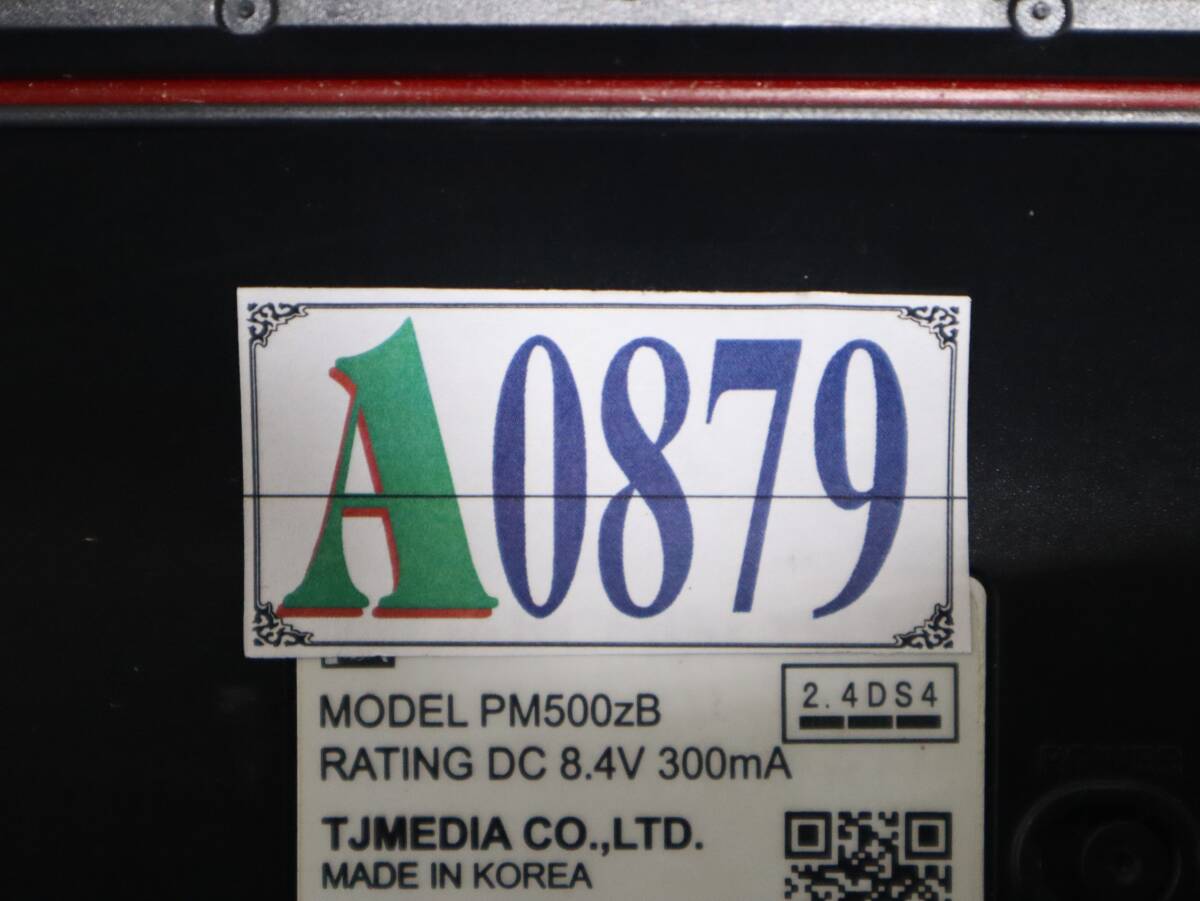 A0879
MODEL PM500zB
2.4DS4
RATING DC 8.4V 300mA
TJMEDIA CO.,LTD.
MADE IN KOREA